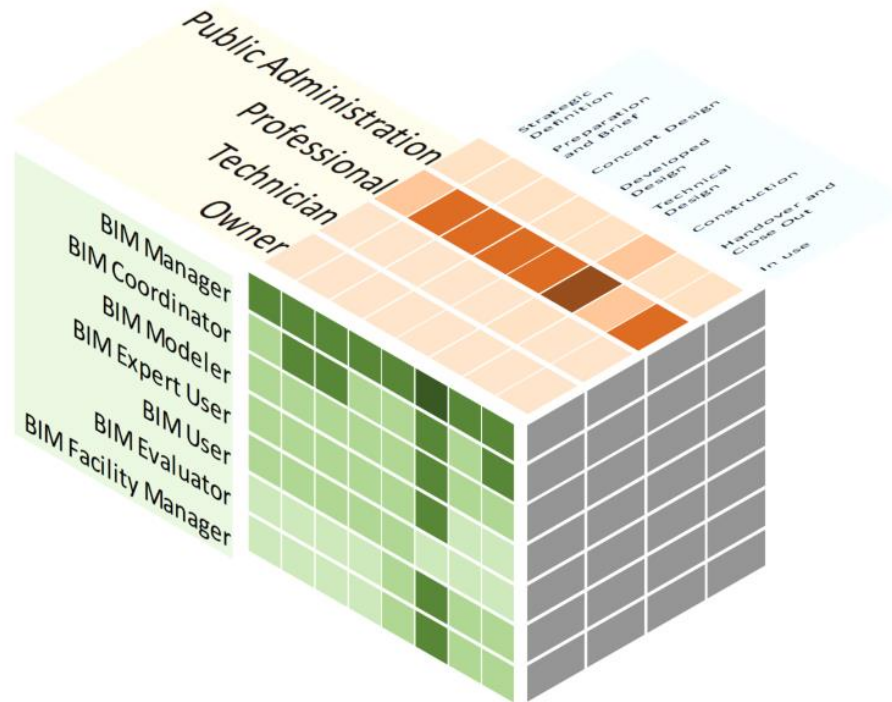 Public Administration
Professional
Technician
Owner
Strategic
Definition
Preparation
and Brief
Concept Design
Developed
Design
Technical
Design
Construction
Handover and
Close Out
In use
BIM Manager
BIM Coordinator
BIM Modeler
BIM Expert User
BIM User
BIM Evaluator
BIM Facility Manager